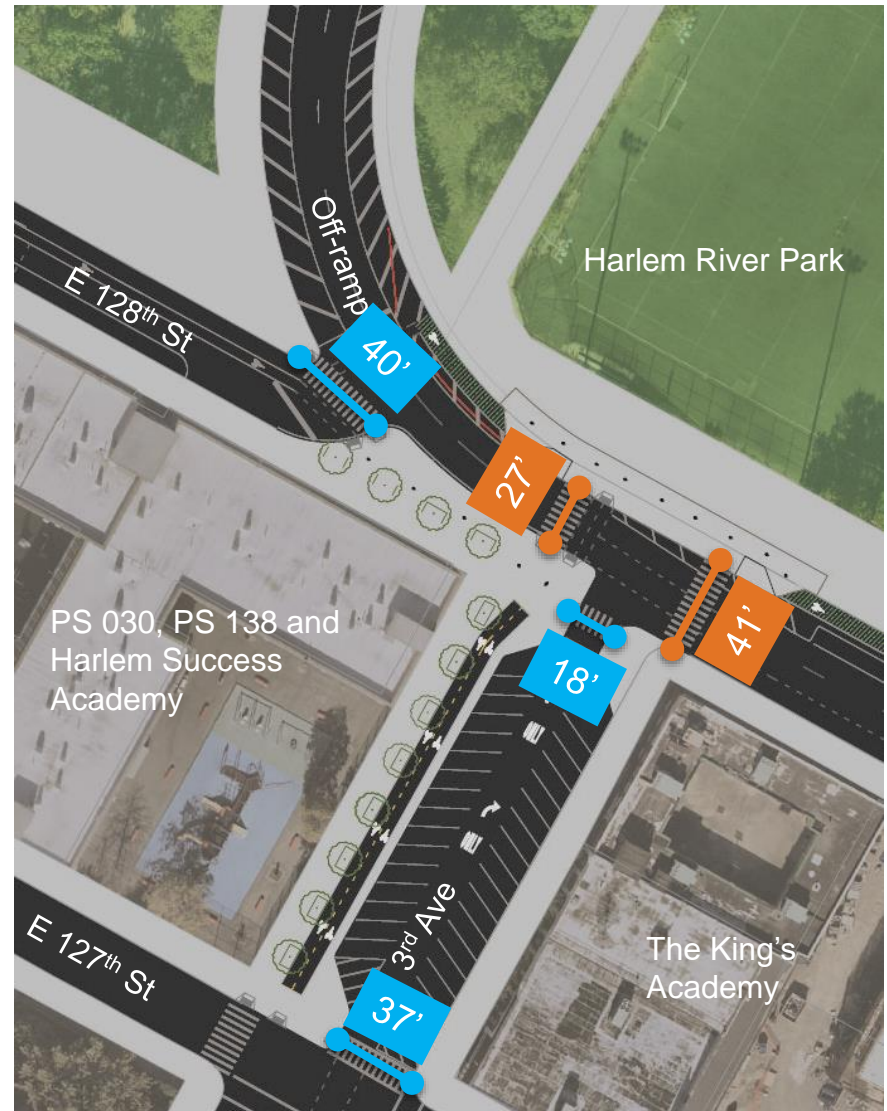 Off-ramp
Harlem River Park
E 128th St
40’
27’
41’
PS 030, PS 138 and
Harlem Success
Academy
18’
3rd Ave
The King’s
Academy
E 127th St
37’